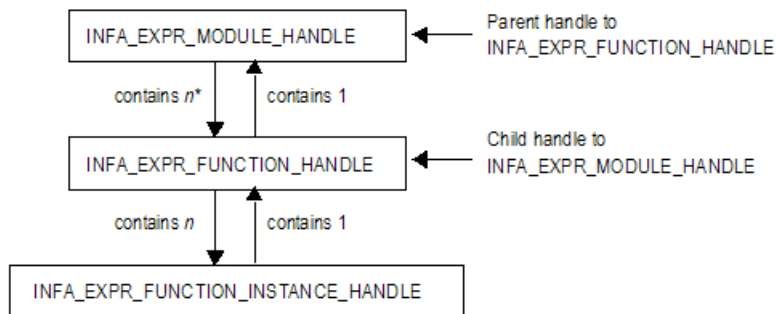 INFA_EXPR_MODULE_HANDLE
Parent handle to
INFA_EXPR_FUNCTION_HANDLE
contains n*
contains 1
INFA_EXPR_FUNCTION_HANDLE
Child handle to
INFA_EXPR_MODULE_HANDLE
contains n
contains 1
INFA_EXPR_FUNCTION_INSTANCE_HANDLE